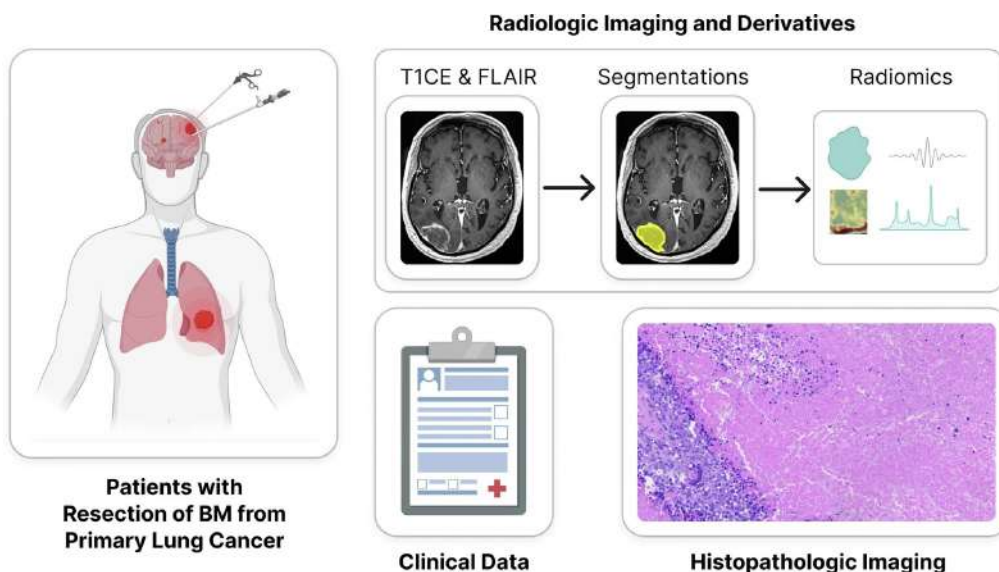 Radiologic Imaging and Derivatives
T1CE & FLAIR
Segmentations
Radiomics
Patients with
Resection of BM from
Primary Lung Cancer
Clinical Data
Histopathologic Imaging